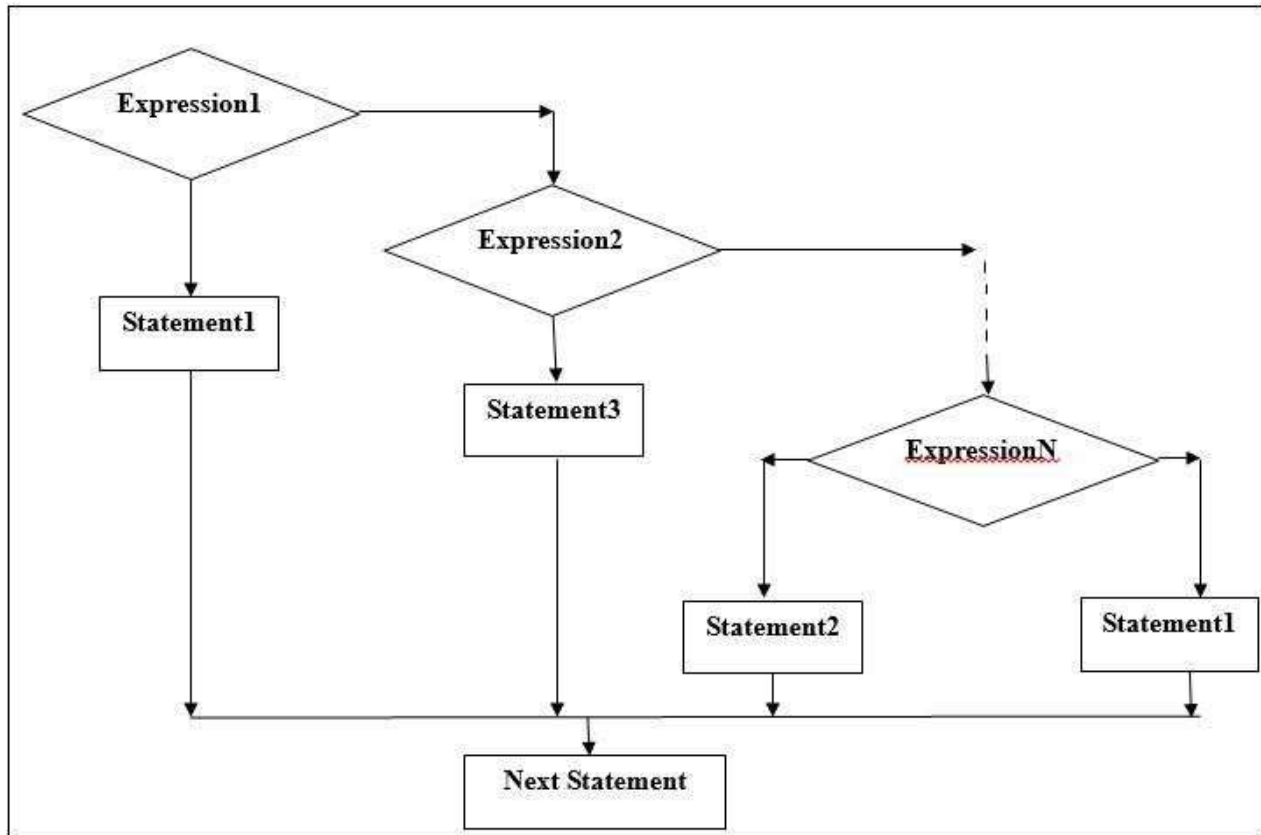 Expression1
Expression2
Statement1
Statement3
ExpressionN
Statement2
Statement1
Next Statement